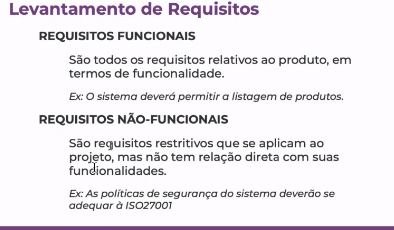 Levantamento de Requisitos
REQUISITOS FUNCIONAIS
São todos os requisitos relativos ao produto, em
termos de funcionalidade.
Ex: O sistema deverá permitir a listagem de produtos.
REQUISITOS NÃO-FUNCIONAIS
São requisitos restritivos que se aplicam ao
projeto, mas não tem relação direta com suas
funcionalidades.
Ex: As políticas de segurança do sistema deverão se
adequar à ISO27001